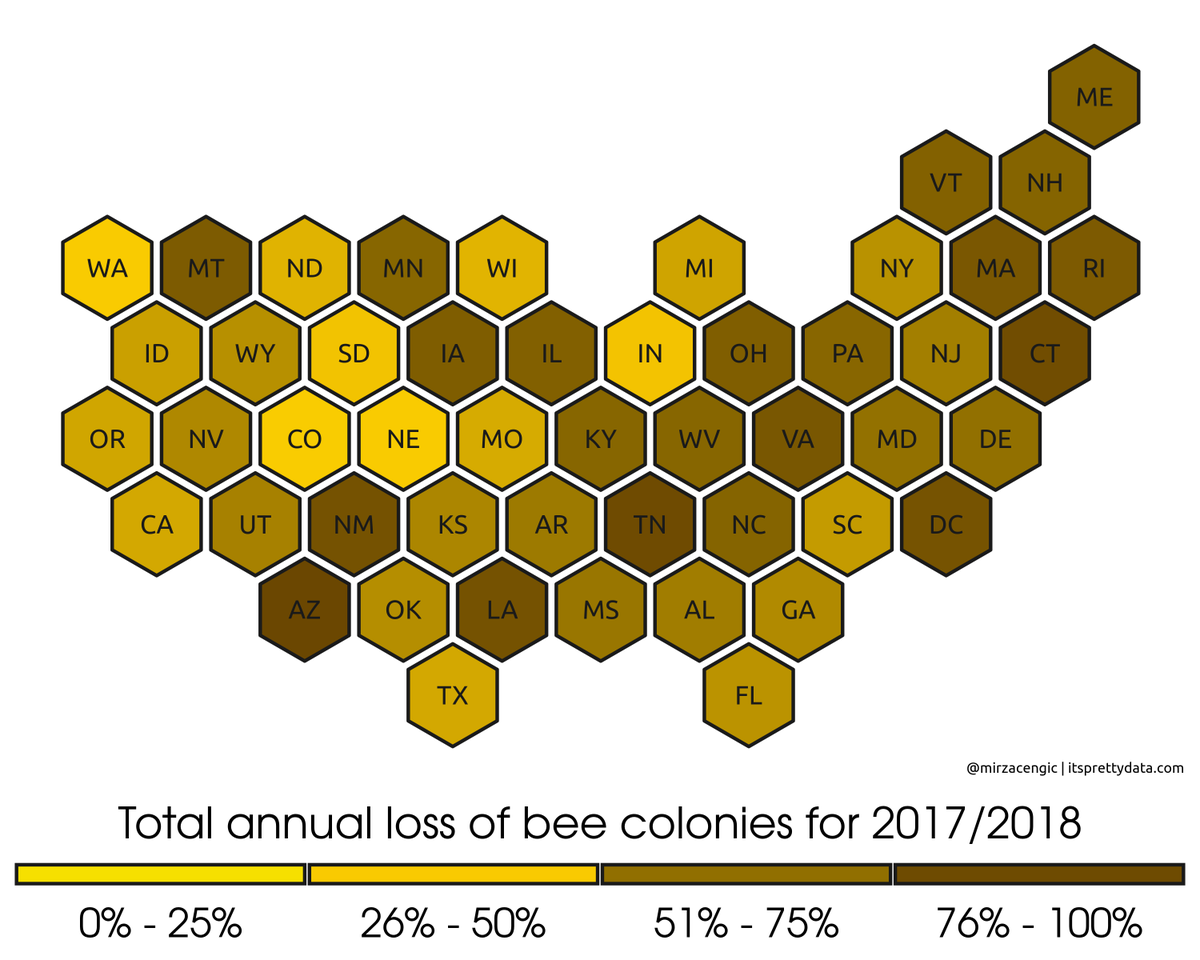 ME
VT NH
WA MT ND MN WI MI NY MA RI
ID WY SD IA IL IN OH PA NJ CT
OR NV CO NE MO KY WV VA MD DE
CA UT NM KS AR TN NC SC DC
AZ OK LA MS AL GA
TX FL
@mirzacengic | itsprettydata.com
Total annual loss of bee colonies for 2017/2018
0% - 25% 26% - 50% 51% - 75% 76% - 100%